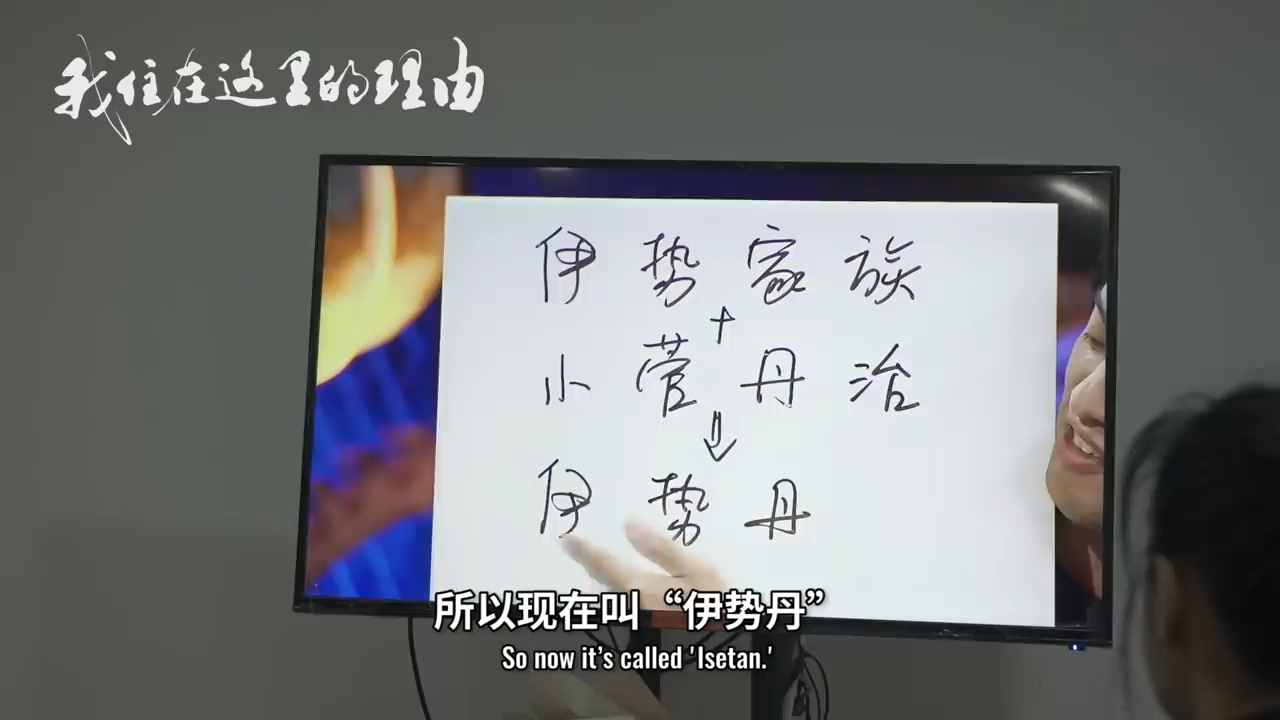 我住在这里的理由
伊势家族
+
小菅丹治
⇓
伊势丹
所以现在叫“伊势丹”
So now it's called 'Isetan.'